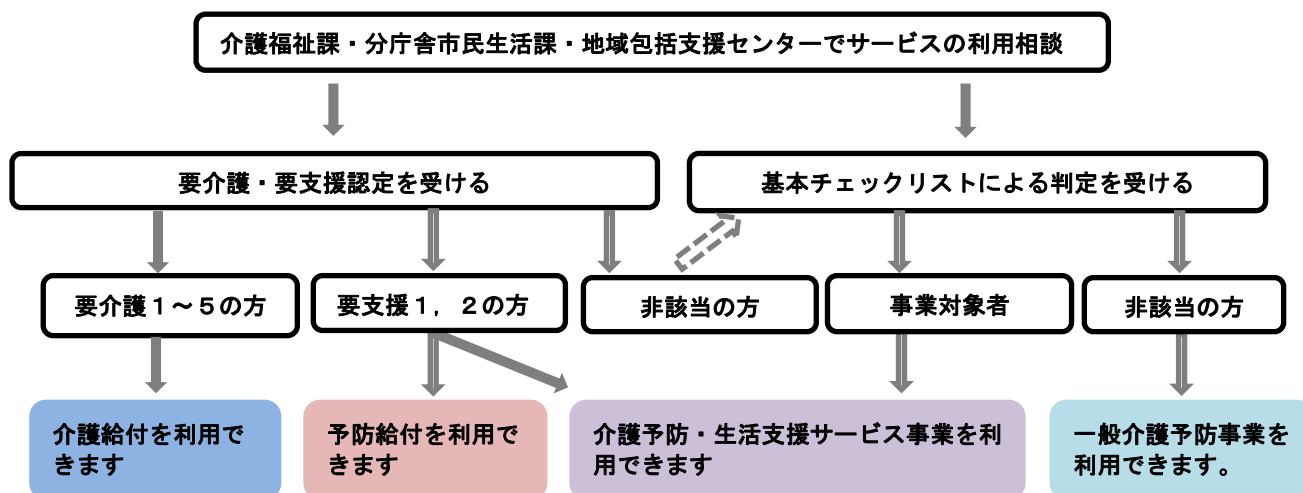 介護福祉課・分庁舎市民生活課・地域包括支援センターでサービスの利用相談
要介護・要支援認定を受ける
基本チェックリストによる判定を受ける
要介護１～５の方
要支援１，２の方
非該当の方
事業対象者
非該当の方
介護給付を利用で
きます
予防給付を利用で
きます
介護予防・生活支援サービス事業を利
用できます
一般介護予防事業を
利用できます。